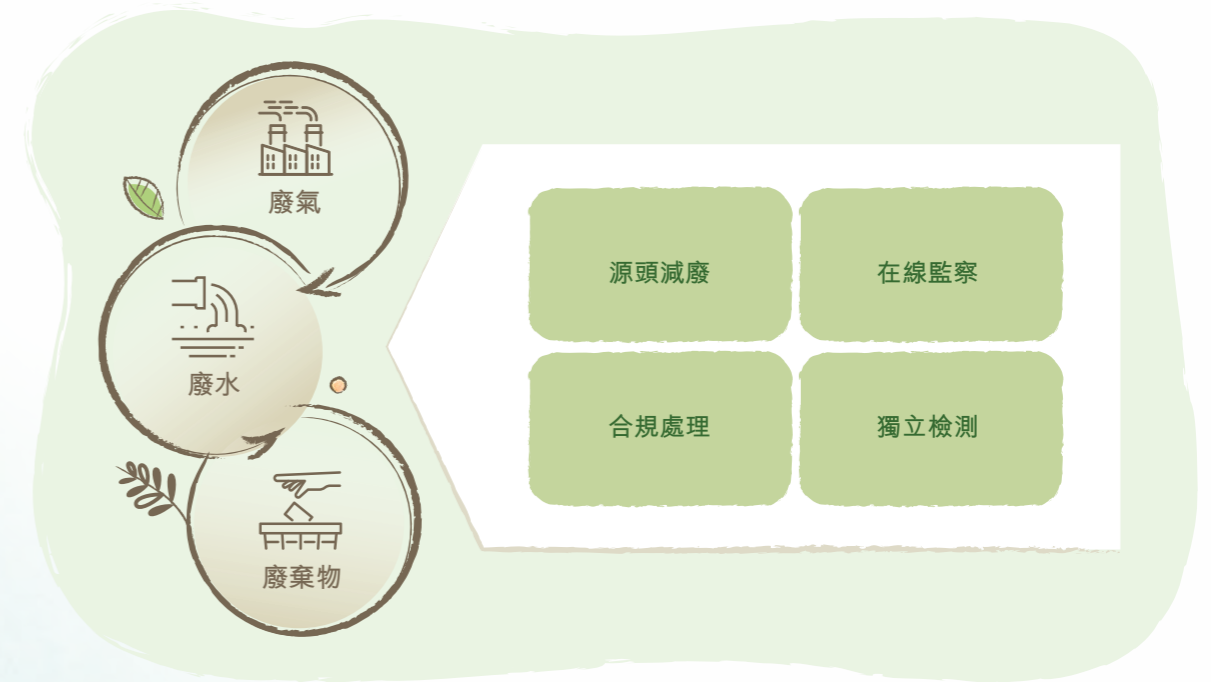 廢氣
廢水
廢棄物
源頭減廢
在線監察
合規處理
獨立檢測